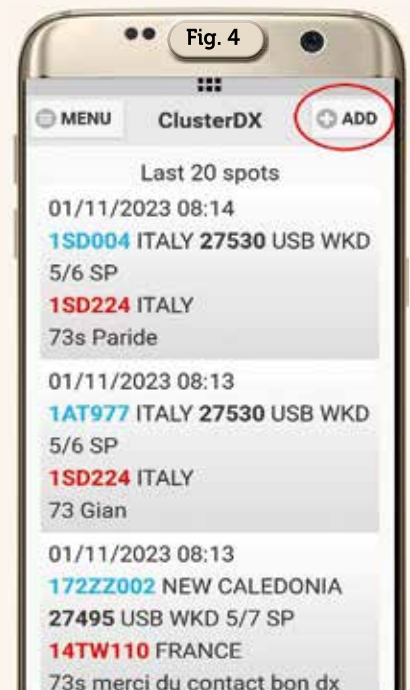 Fig. 4
MENU ClusterDX ADD
Last 20 spots
01/11/2023 08:14
1SD004 ITALY 27530 USB WKD
5/6 SP
1SD224 ITALY
73s Paride
01/11/2023 08:13
1AT977 ITALY 27530 USB WKD
5/6 SP
1SD224 ITALY
73 Gian
01/11/2023 08:13
172ZZ002 NEW CALEDONIA
27495 USB WKD 5/7 SP
14TW110 FRANCE
73s merci du contact bon dx